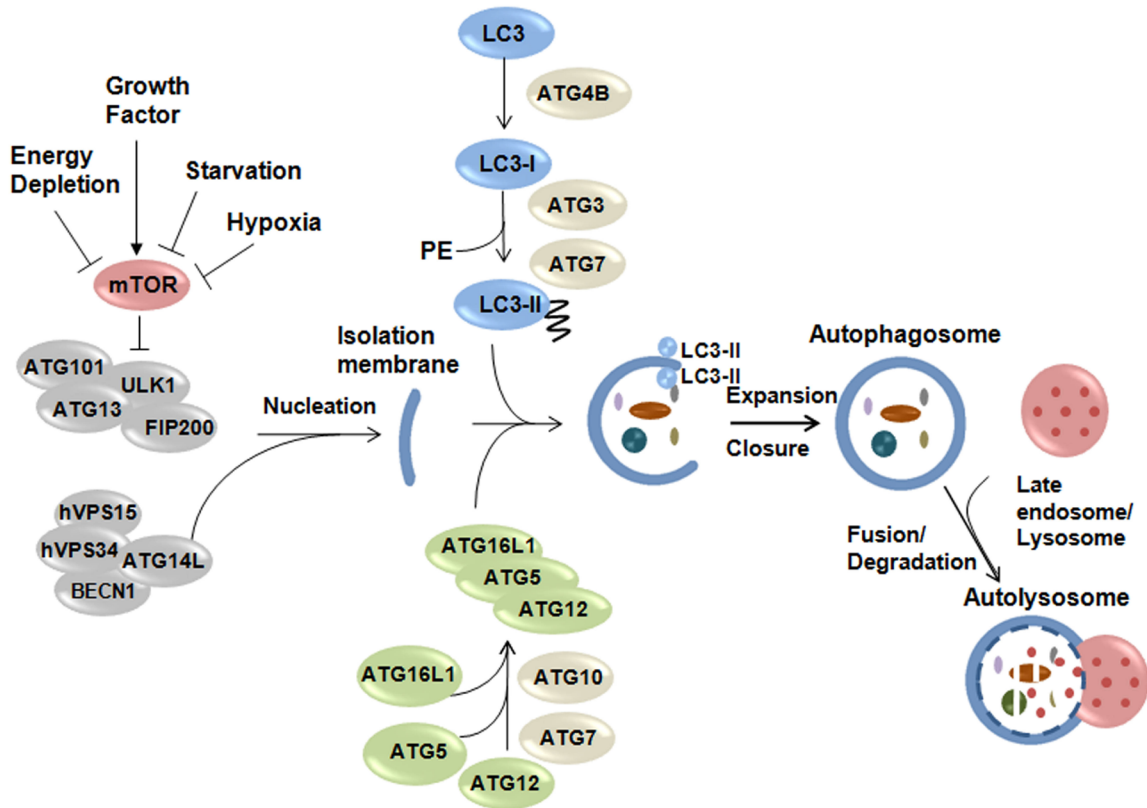 LC3
ATG4B
Growth
Factor
Energy
Depletion
Starvation
Hypoxia
mTOR
LC3-I
ATG3
PE
ATG7
LC3-II
ATG101
ULK1
ATG13
FIP200
Nucleation
Isolation
membrane
LC3-II
LC3-II
Expansion
Closure
Autophagosome
hVPS15
hVPS34
ATG14L
BECN1
ATG16L1
ATG5
ATG12
ATG16L1
ATG10
ATG5
ATG7
ATG12
Late
endosome/
Lysosome
Fusion/
Degradation
Autolysosome